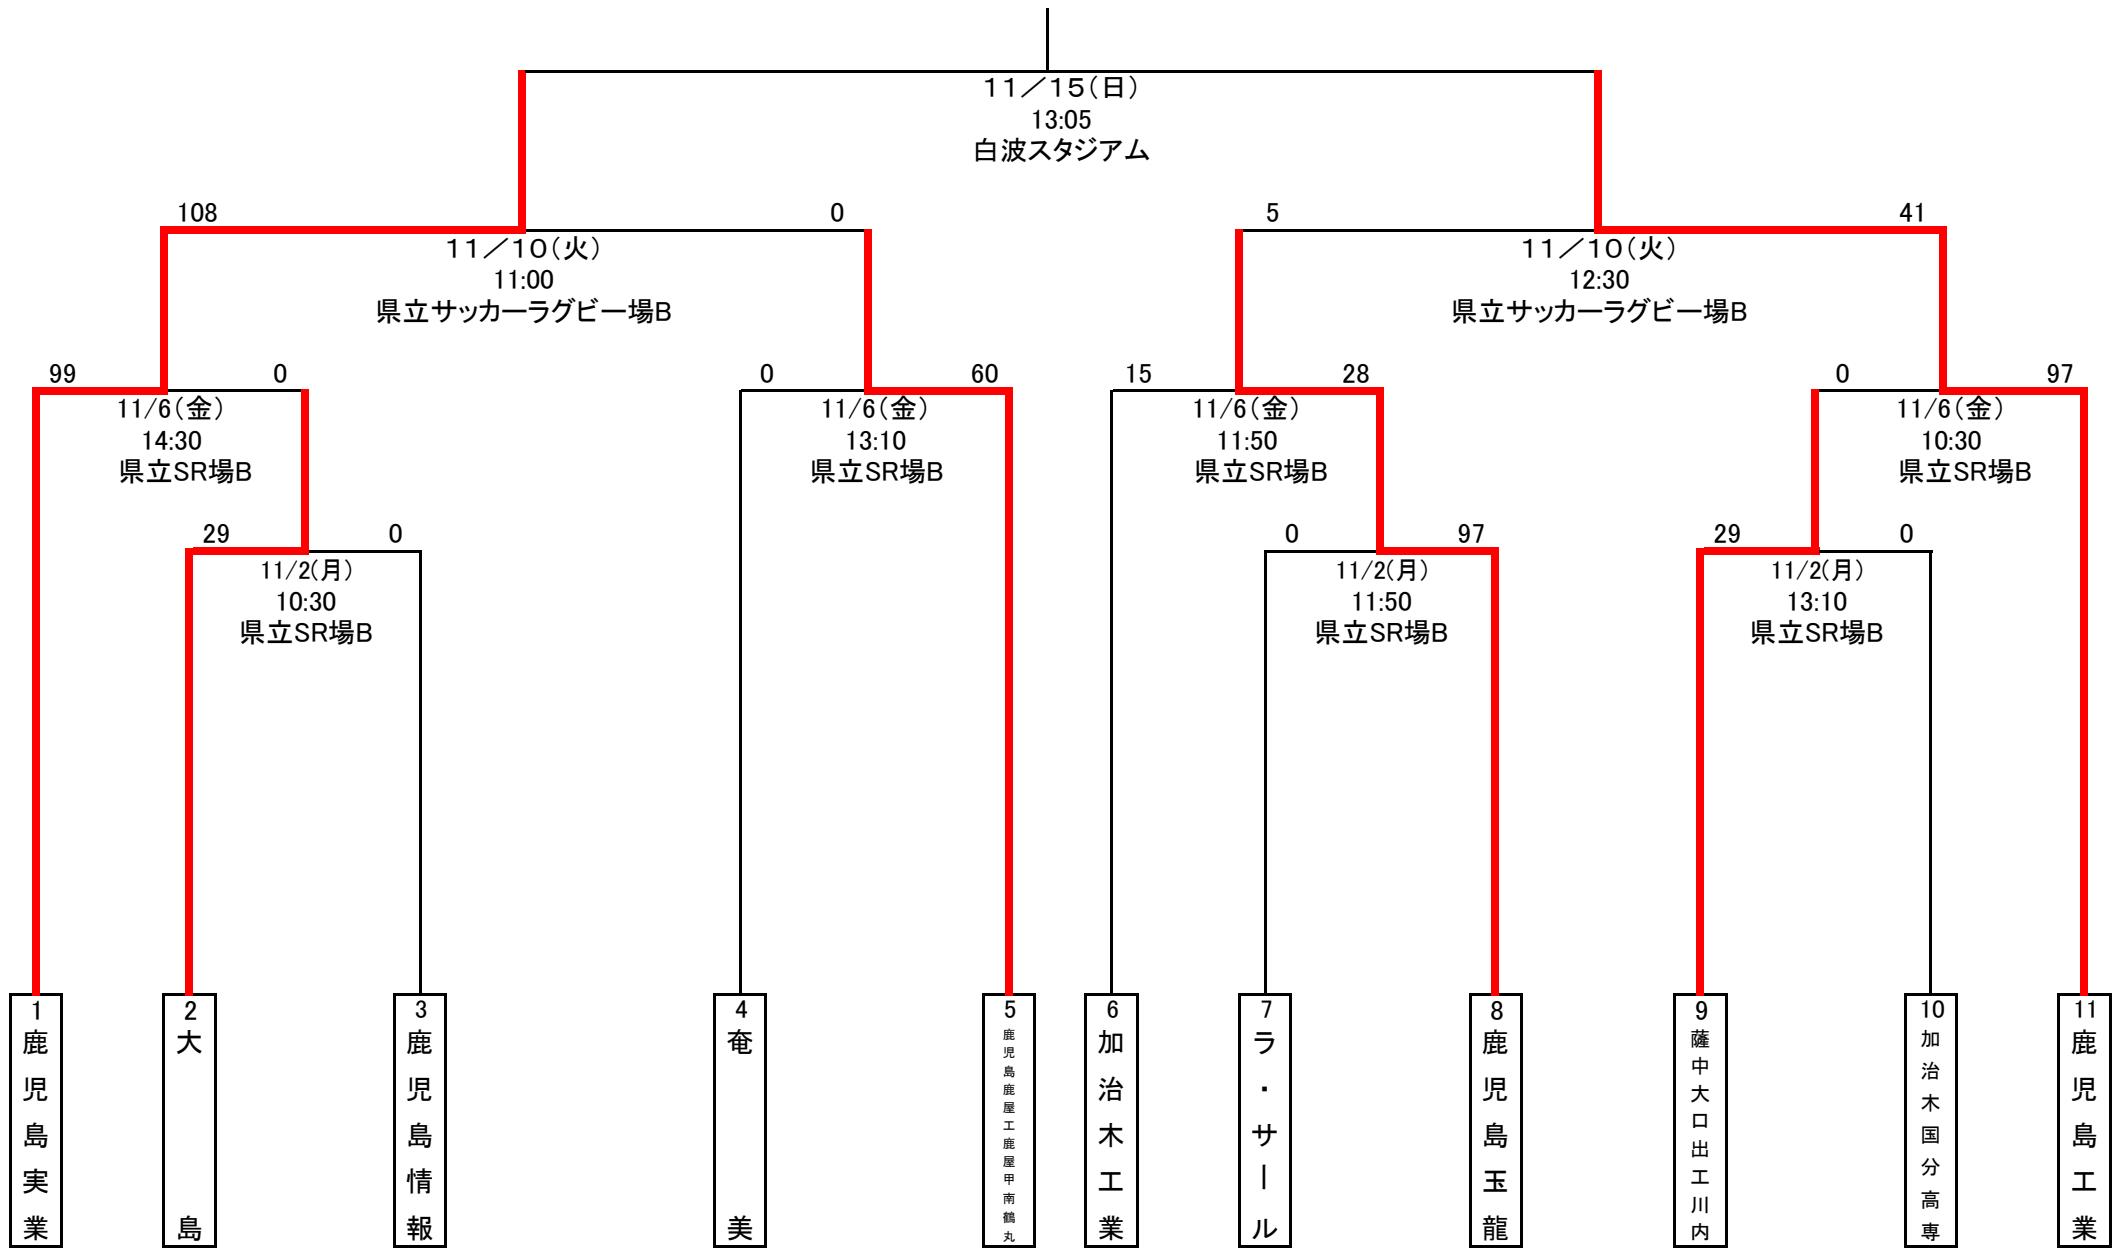 11／15（日）
13:05
白波スタジアム
108
0
5
41
11／10（火）
11:00
県立サッカーラグビー場B
11／10（火）
12:30
県立サッカーラグビー場B
99
0
0
60
15
28
0
97
11/6（金）
14:30
県立SR場B
11/6（金）
13:10
県立SR場B
11/6（金）
11:50
県立SR場B
11/6（金）
10:30
県立SR場B
29
0
0
97
29
0
11/2(月)
10:30
県立SR場B
11/2(月)
11:50
県立SR場B
11/2(月)
13:10
県立SR場B
1
鹿児島実業
2
大島
3
鹿児島情報
4
奄美
5
鹿児島鹿屋工鹿屋甲南鶴丸
6
加治木工業
7
ラ・サール
8
鹿児島玉龍
9
薩中大口出工川内
10
加治木国分高専
11
鹿児島工業